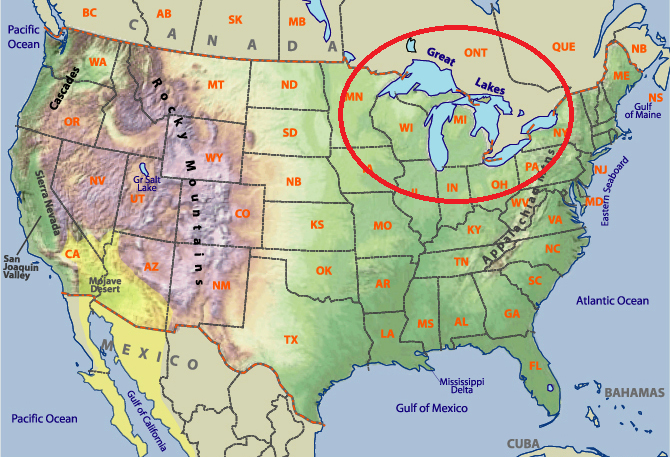 BC
AB
SK
MB
ONT
QUE
NB
NS
C A N A D A
Pacific
Ocean
WA
Cascades
OR
Rocky Mountains
MT
ND
MN
Great
Lakes
ME
Gulf
of Maine
SD
WI
MI
NY
WY
PA
NJ
MD
Eastern Seaboard
Sierra Nevada
NV
Gr Salt
Lake
UT
CO
NB
IN
OH
WV
VA
Appalachian Mns
KS
MO
KY
NC
San
Joaquin
Valley
CA
Mojave
Desert
AZ
NM
OK
AR
TN
SC
TX
LA
MS
AL
GA
FL
Atlantic Ocean
MEXICO
Mississippi
Delta
Gulf of Mexico
Gulf of California
Pacific Ocean
BAHAMAS
CUBA